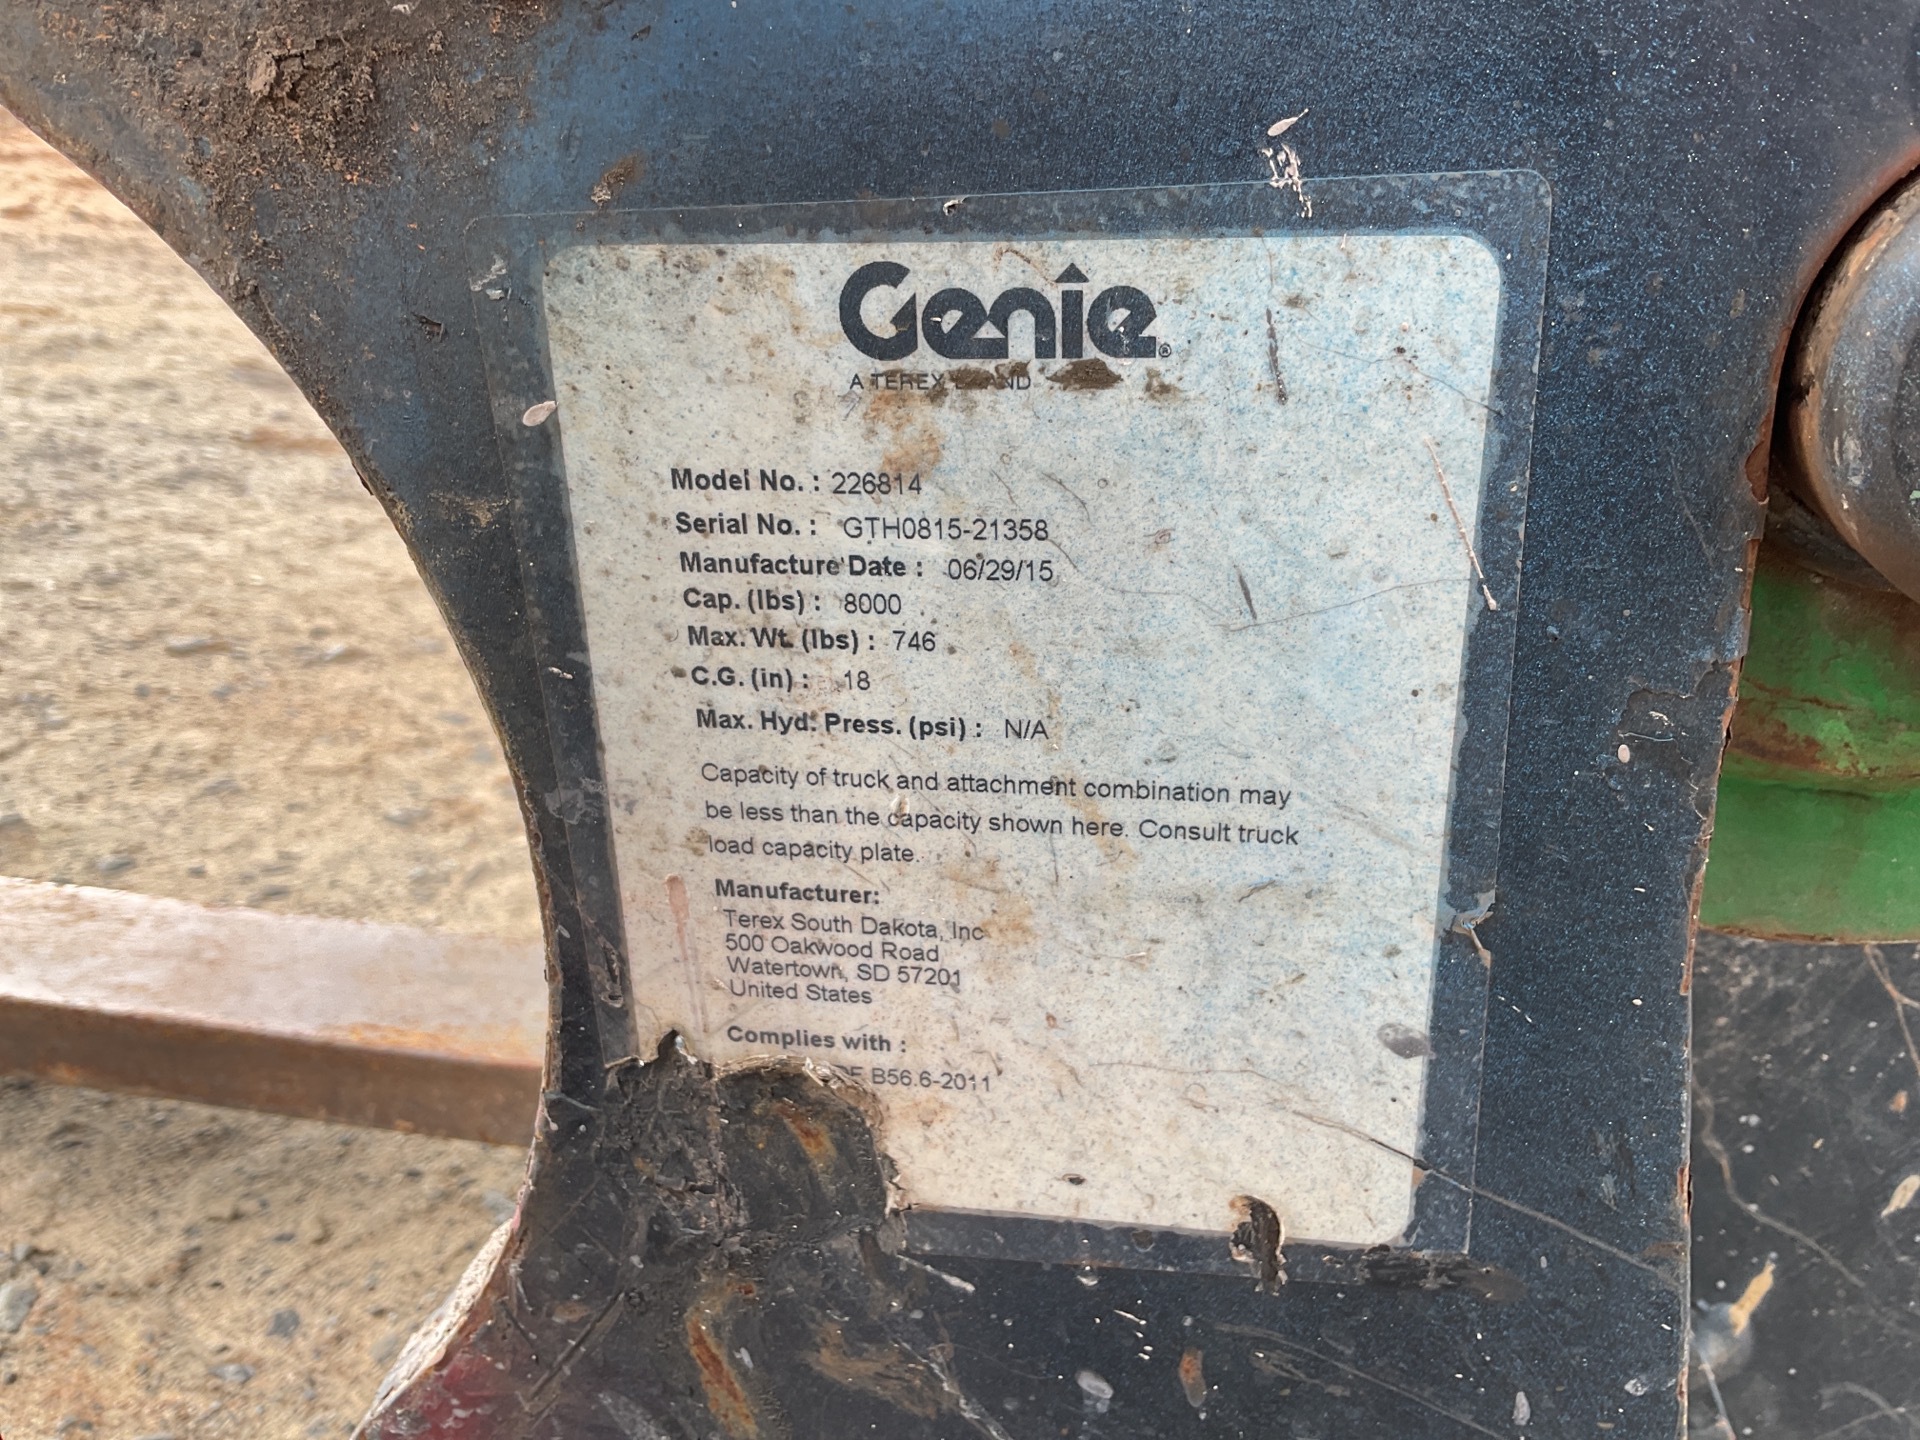 Genie®
A TEREX BRAND
Model No. : 226814
Serial No. : GTH0815-21358
Manufacture Date : 06/29/15
Cap. (lbs) : 8000
Max. Wt. (lbs) : 746
C.G. (in) : 18
Max. Hyd. Press. (psi) : N/A
Capacity of truck and attachment combination may
be less than the capacity shown here. Consult truck
load capacity plate.
Manufacturer:
Terex South Dakota, Inc
500 Oakwood Road
Watertown, SD 57201
United States
Complies with :
B56.6-2011